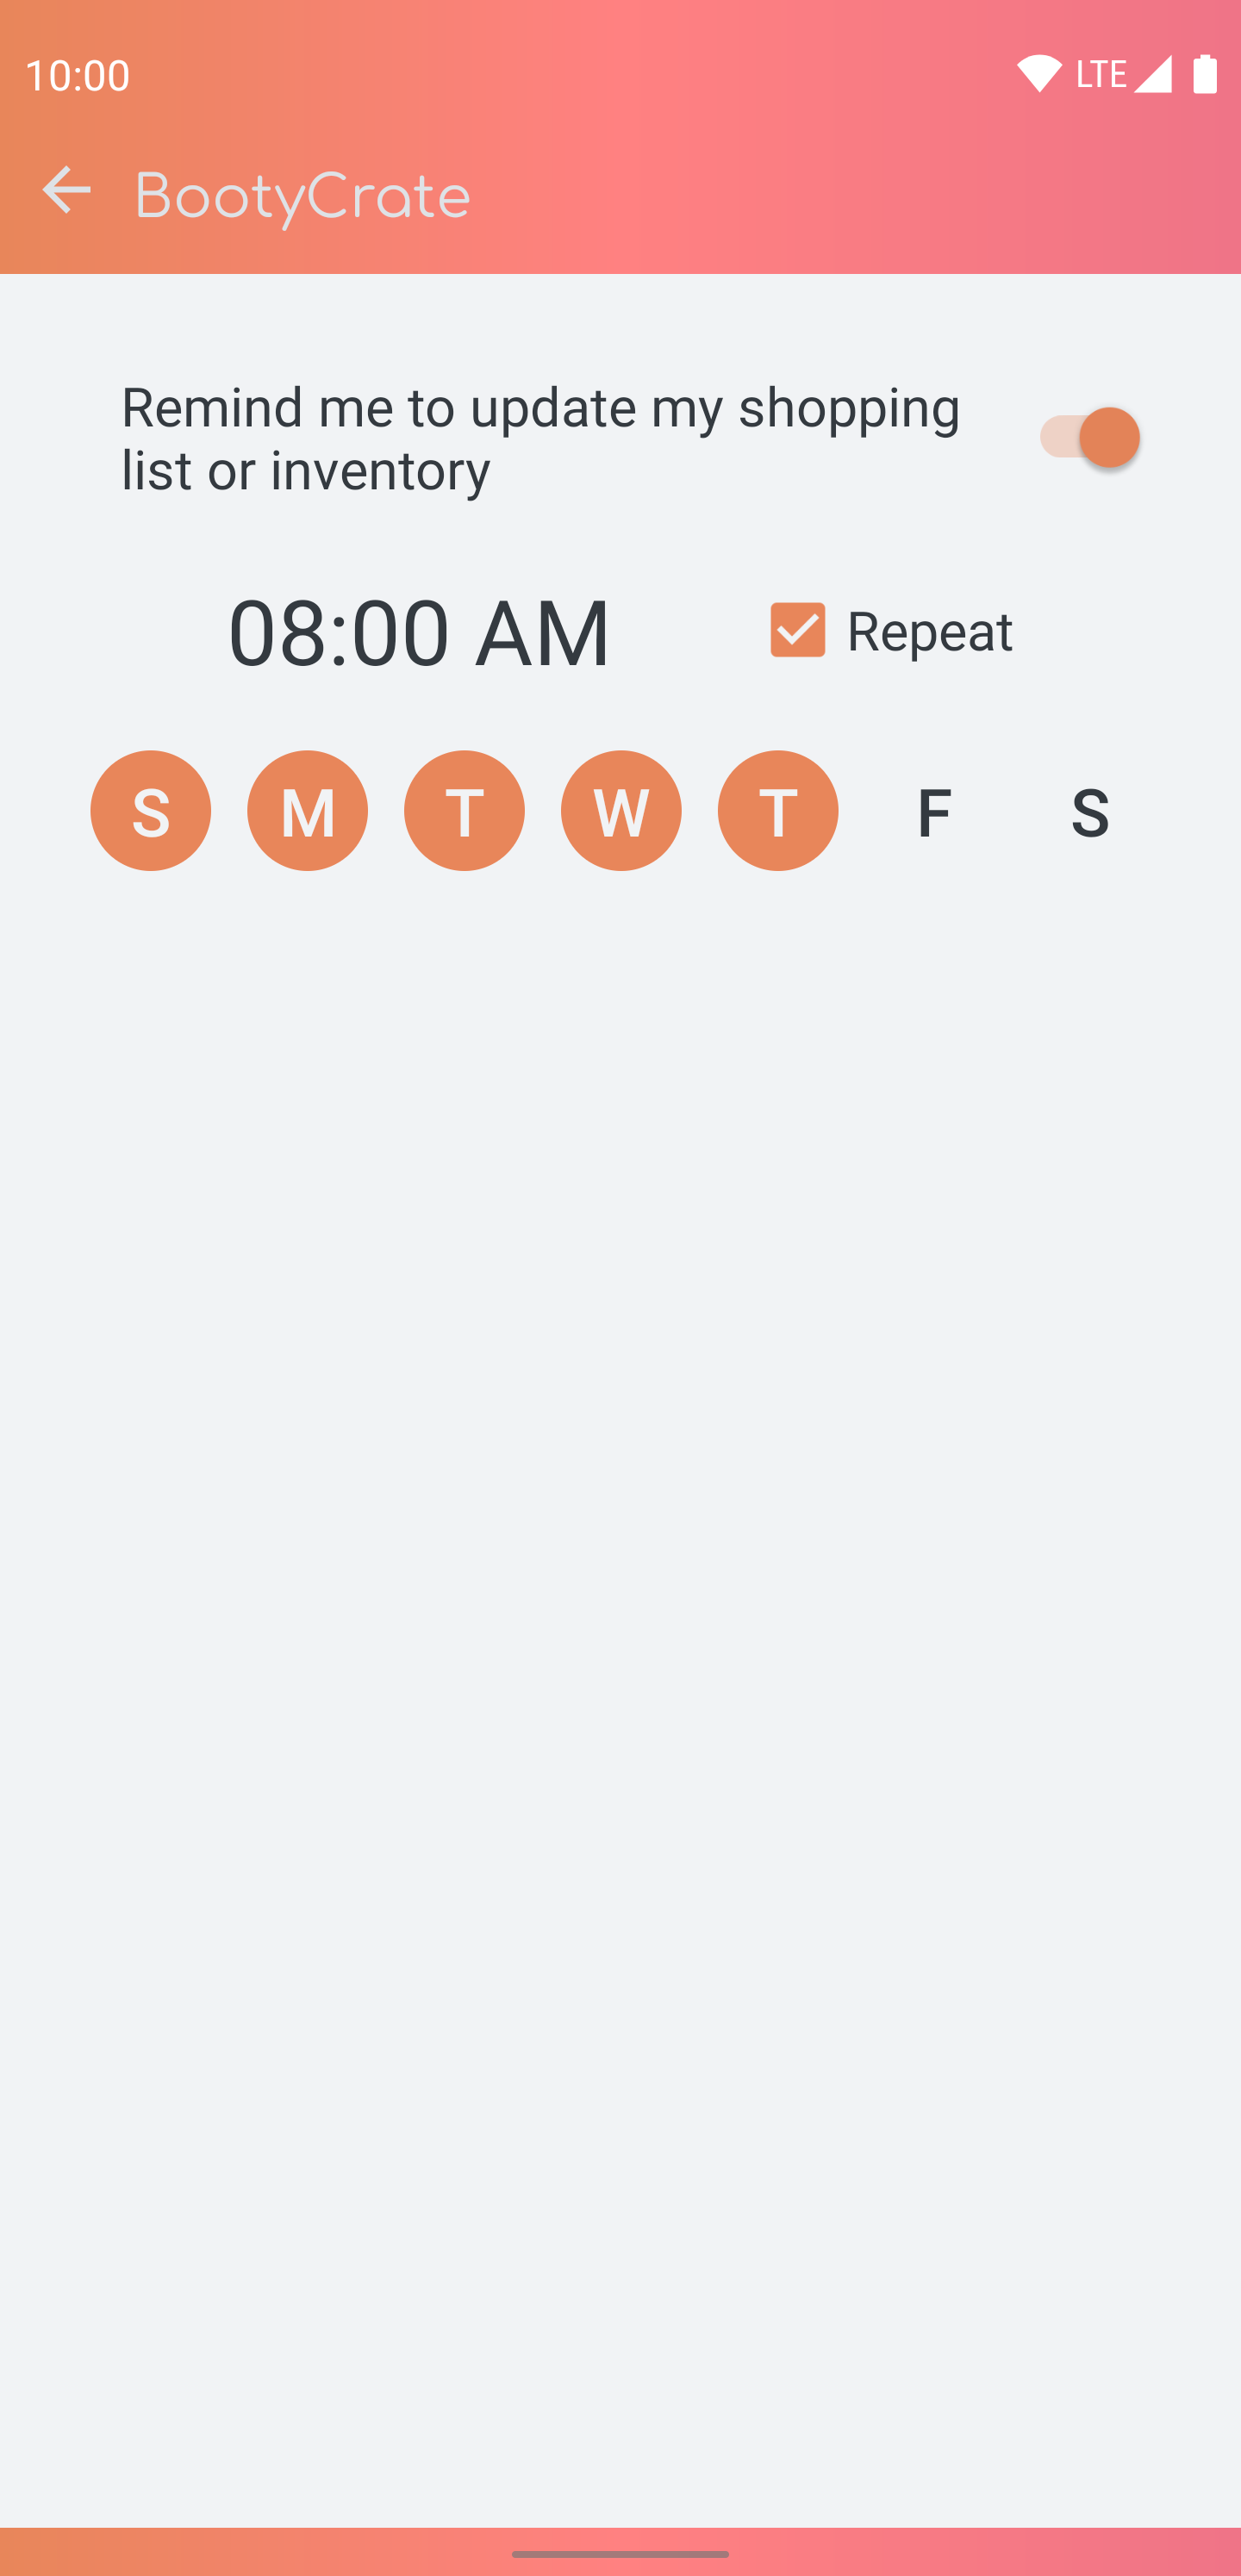 10:00 LTE
BootyCrate
Remind me to update my shopping
list or inventory
08:00 AM Repeat
S M T W T F S